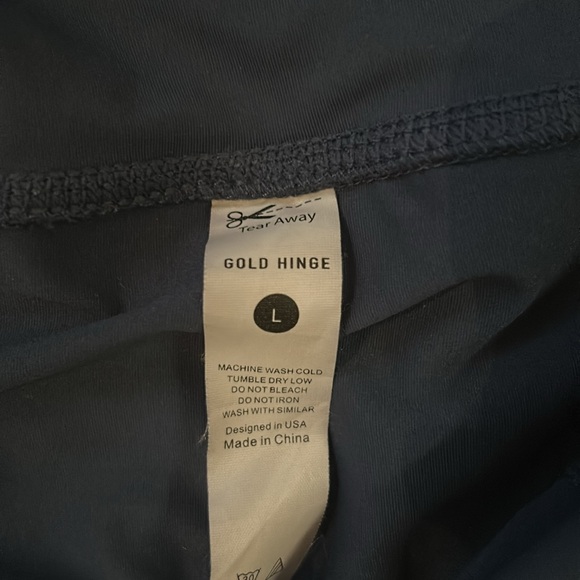 Tear Away
GOLD HINGE
L
MACHINE WASH COLD
TUMBLE DRY LOW
DO NOT BLEACH
DO NOT IRON
WASH WITH SIMILAR
Designed in USA
Made in China